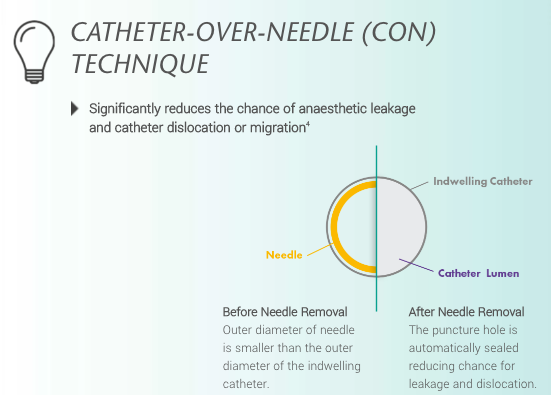 CATHETER-OVER-NEEDLE (CON)
TECHNIQUE
Significantly reduces the chance of anaesthetic leakage
and catheter dislocation or migration⁴
Indwelling Catheter
Needle
Catheter Lumen
Before Needle Removal
Outer diameter of needle
is smaller than the outer
diameter of the indwelling
catheter.
After Needle Removal
The puncture hole is
automatically sealed
reducing chance for
leakage and dislocation.